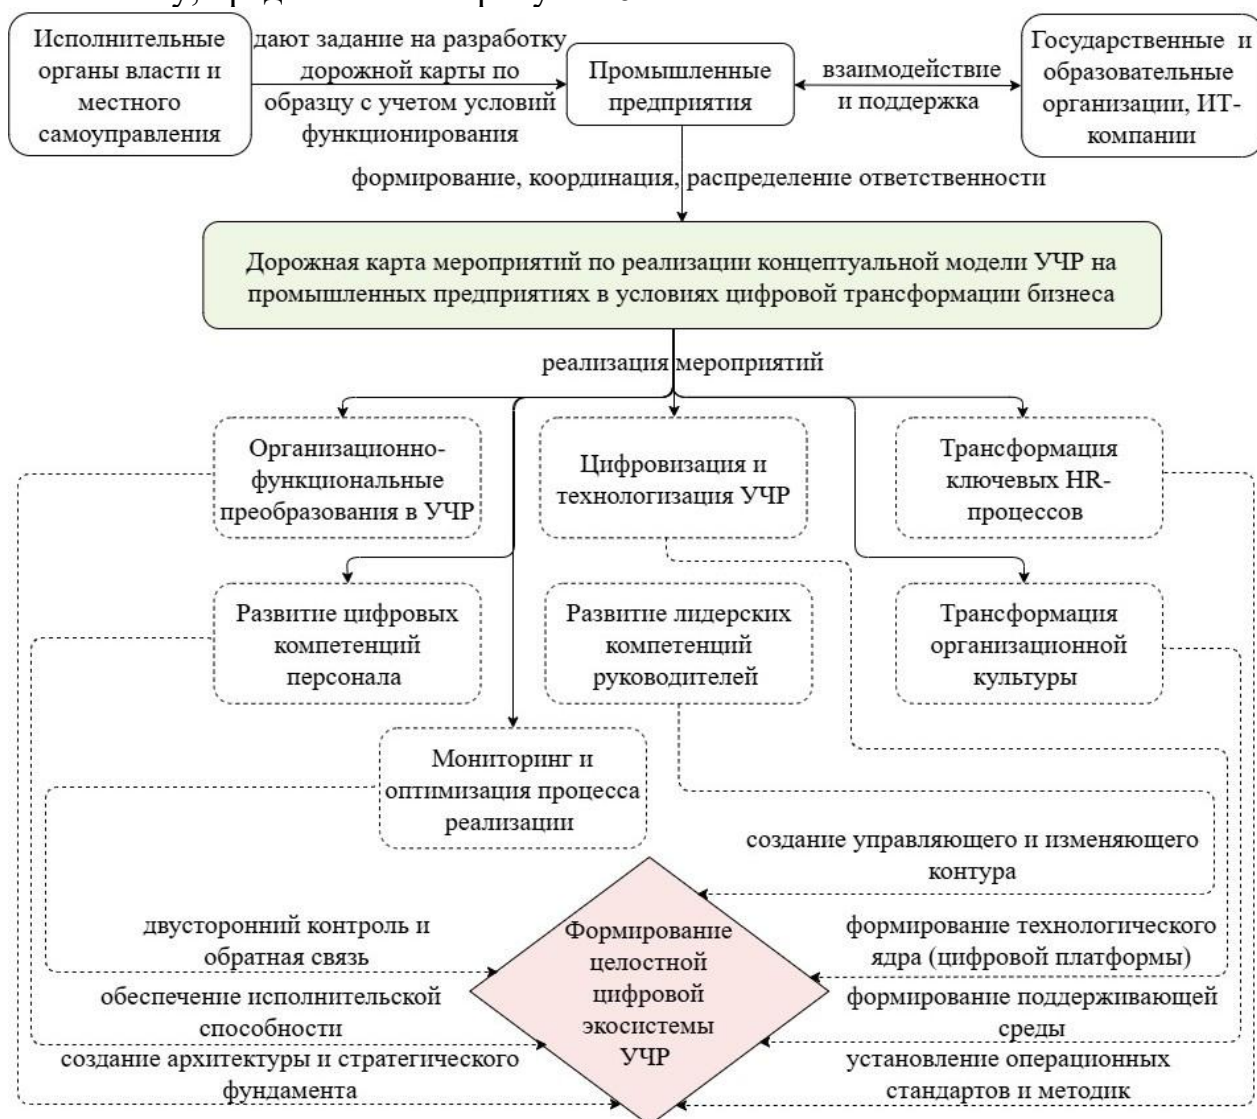 Исполнительные
органы власти и
местного
самоуправления
дают задание на разработку
дорожной карты по
образцу с учетом условий
функционирования
Промышленные
предприятия
взаимодействие
и поддержка
Государственные и
образовательные
организации, ИТ-
компании
формирование, координация, распределение ответственности
Дорожная карта мероприятий по реализации концептуальной модели УЧР на
промышленных предприятиях в условиях цифровой трансформации бизнеса
реализация мероприятий
Организационно-
функциональные
преобразования в УЧР
Цифровизация и
технологизация УЧР
Трансформация
ключевых HR-
процессов
Развитие цифровых
компетенций
персонала
Развитие лидерских
компетенций
руководителей
Трансформация
организационной
культуры
Мониторинг и
оптимизация процесса
реализации
создание управляющего и изменяющего
контура
двусторонний контроль и
обратная связь
Формирование
целостной
цифровой
экосистемы
УЧР
формирование технологического
ядра (цифровой платформы)
обеспечение исполнительской
способности
формирование поддерживающей
среды
создание архитектуры и стратегического
фундамента
установление операционных
стандартов и методик